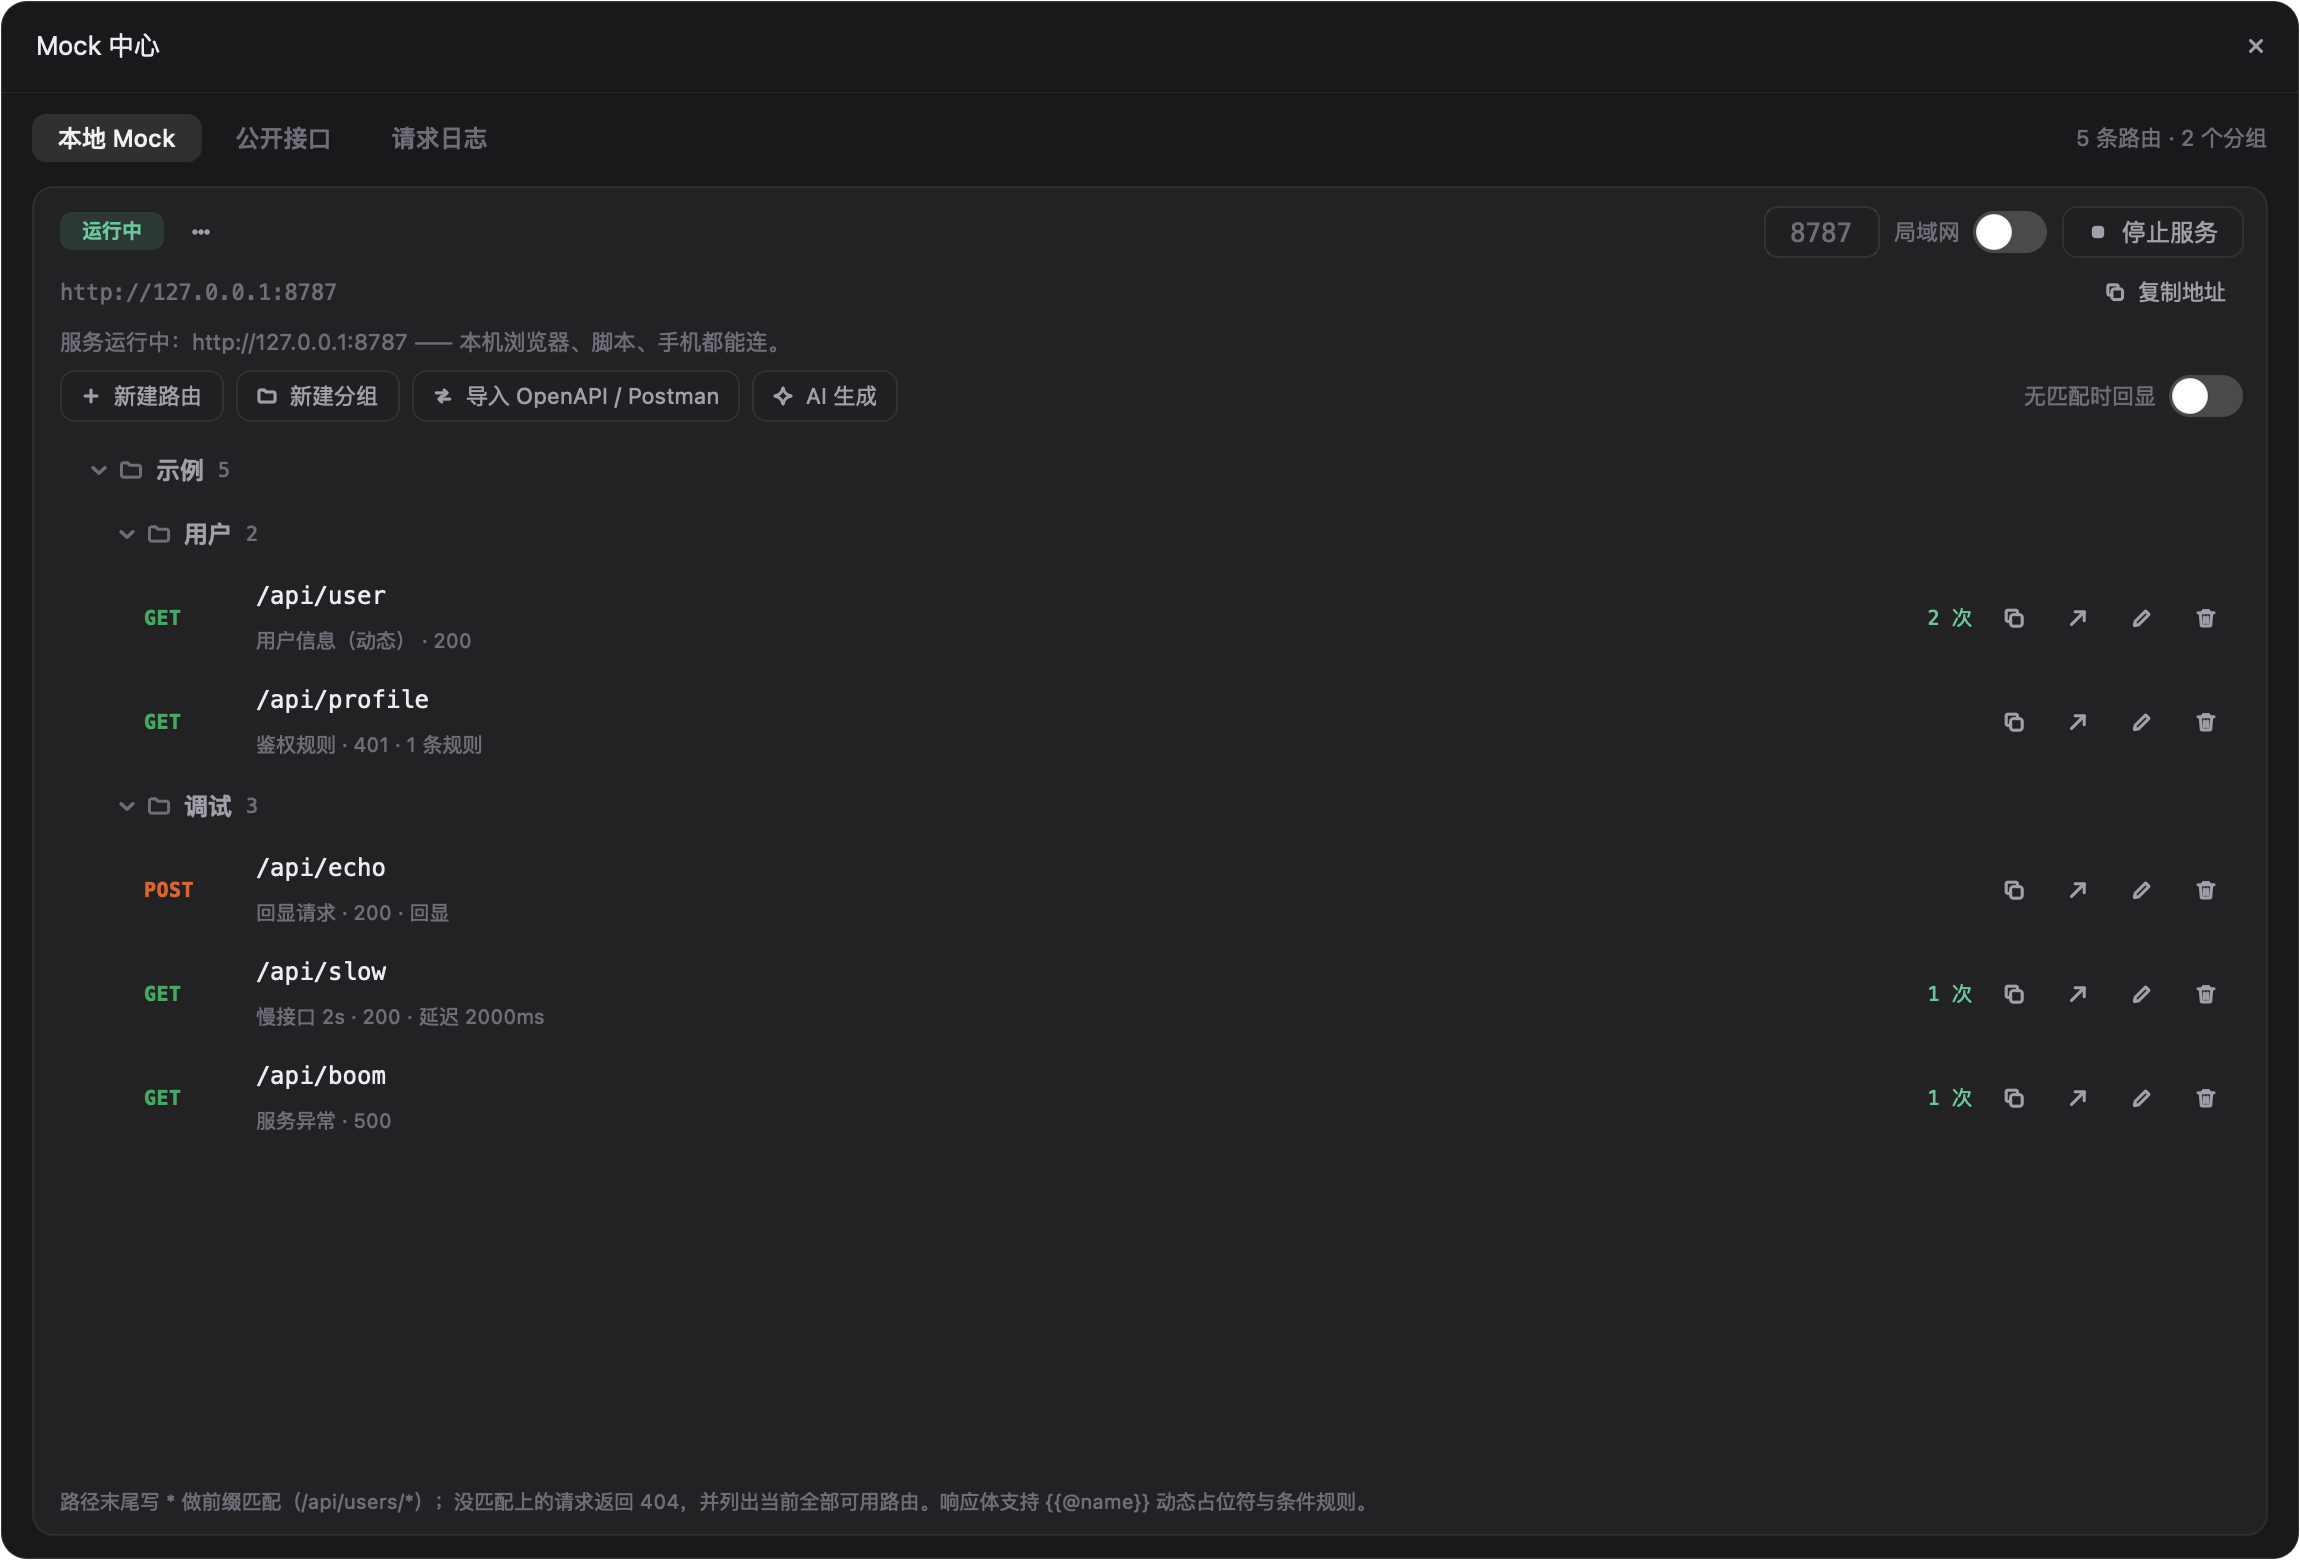 Mock 中心
本地 Mock 公开接口 请求日志 5 条路由 · 2 个分组
运行中 8787 局域网 停止服务
http://127.0.0.1:8787 复制地址
服务运行中：http://127.0.0.1:8787 —— 本机浏览器、脚本、手机都能连。
新建路由 新建分组 导入 OpenAPI / Postman AI 生成 无匹配时回显
示例 5
用户 2
GET /api/user 2 次
用户信息（动态） · 200
GET /api/profile
鉴权规则 · 401 · 1 条规则
调试 3
POST /api/echo
回显请求 · 200 · 回显
GET /api/slow 1 次
慢接口 2s · 200 · 延迟 2000ms
GET /api/boom 1 次
服务异常 · 500
路径末尾写 * 做前缀匹配（/api/users/*）；没匹配上的请求返回 404，并列出当前全部可用路由。响应体支持 {{@name}} 动态占位符与条件规则。